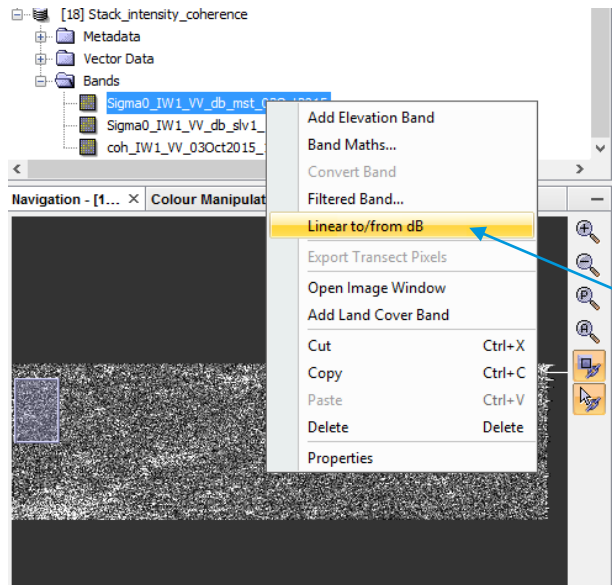 [18] Stack_intensity_coherence
Metadata
Vector Data
Bands
Sigma0_IW1_VV_db_mst_03Oct2015
Sigma0_IW1_VV_db_slv1_
coh_IW1_VV_03Oct2015_
Navigation - [1... × Colour Manipulat
Add Elevation Band
Band Maths...
Convert Band
Filtered Band...
Linear to/from dB
Export Transect Pixels
Open Image Window
Add Land Cover Band
Cut Ctrl+X
Copy Ctrl+C
Paste Ctrl+V
Delete Delete
Properties